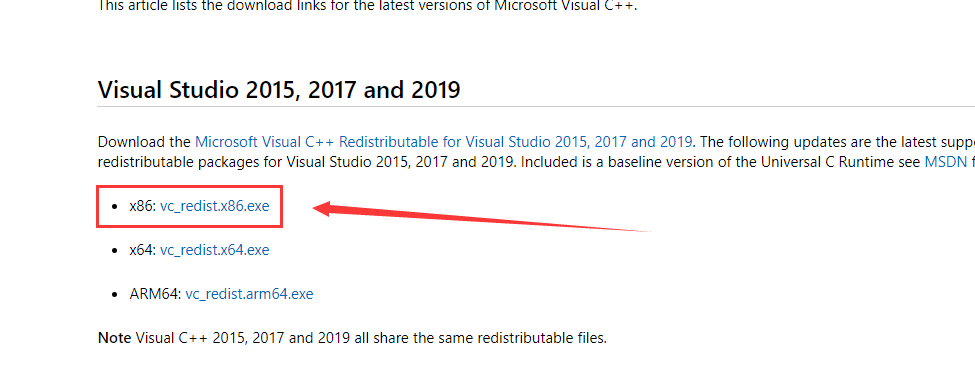 This article lists the download links for the latest versions of Microsoft Visual C++.
Visual Studio 2015, 2017 and 2019
Download the Microsoft Visual C++ Redistributable for Visual Studio 2015, 2017 and 2019. The following updates are the latest supp
redistributable packages for Visual Studio 2015, 2017 and 2019. Included is a baseline version of the Universal C Runtime see MSDN f
• x86: vc_redist.x86.exe
• x64: vc_redist.x64.exe
• ARM64: vc_redist.arm64.exe
Note Visual C++ 2015, 2017 and 2019 all share the same redistributable files.